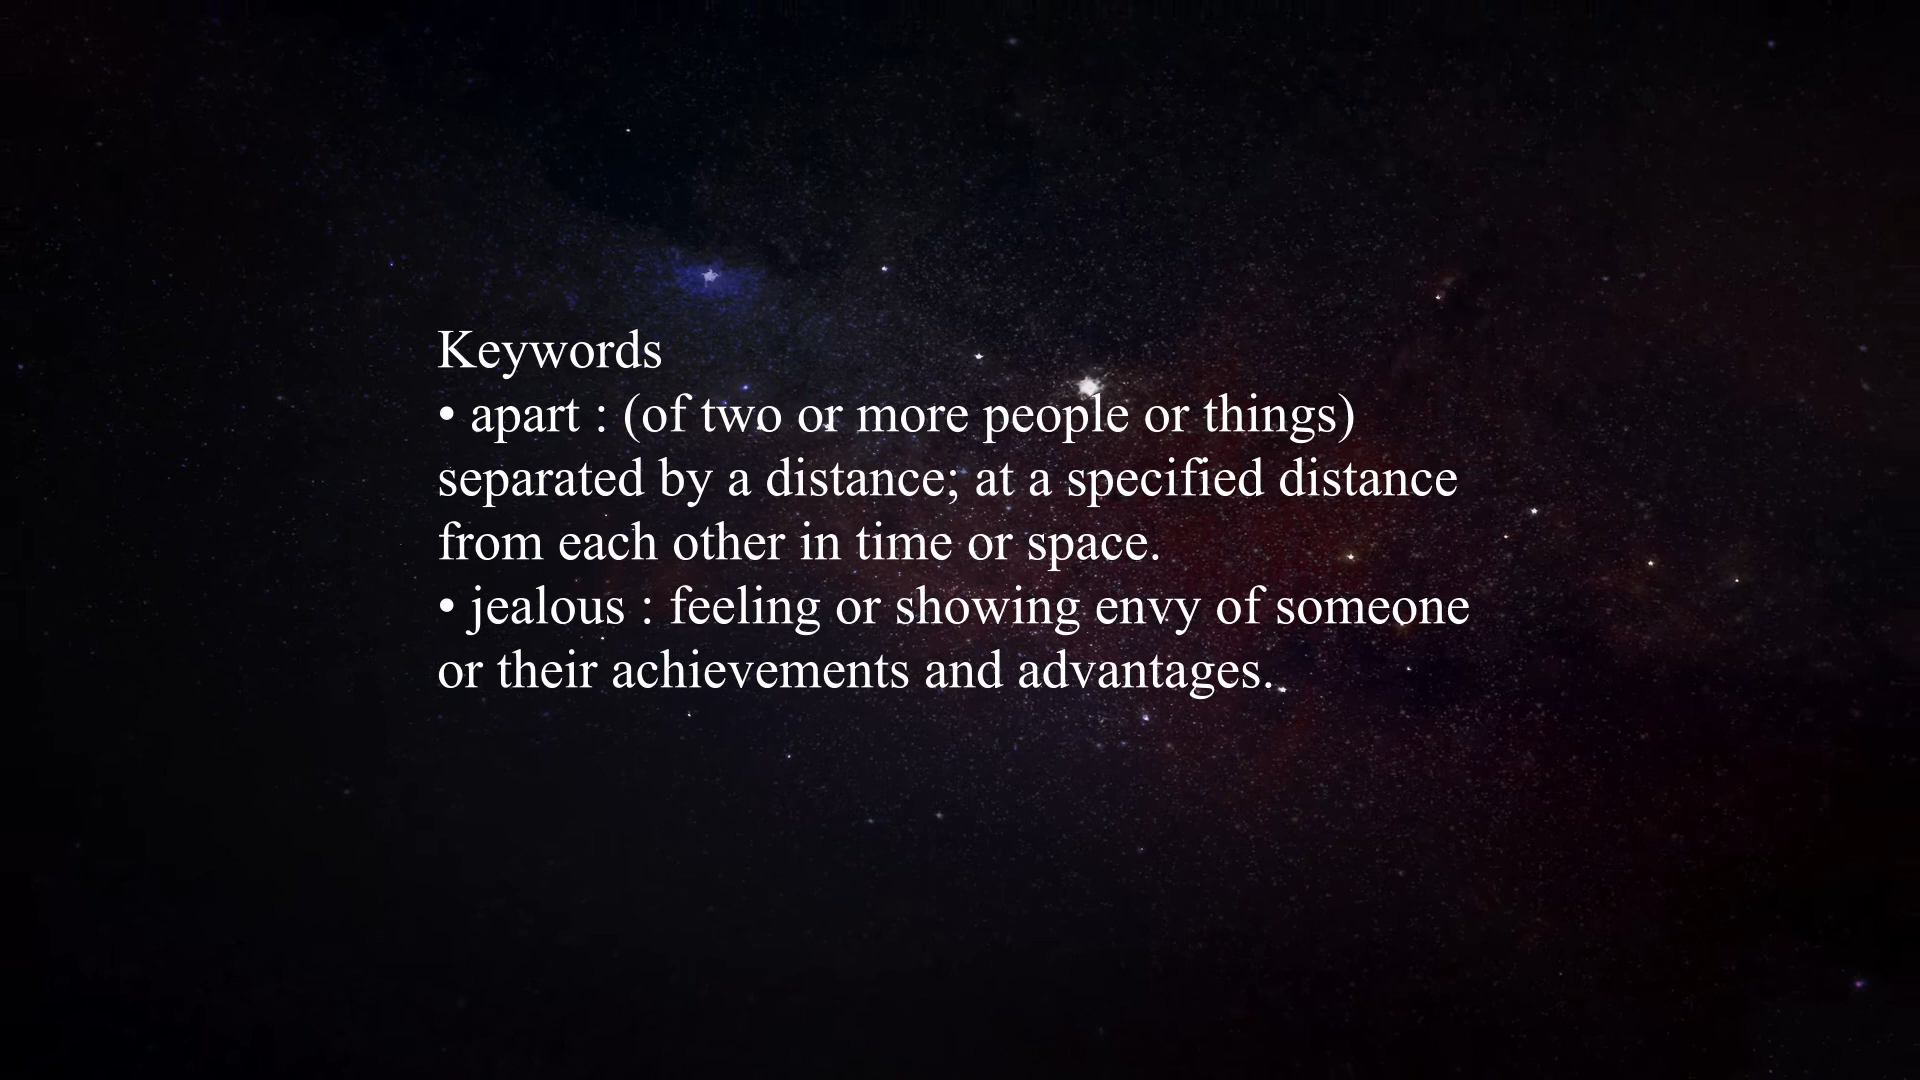 Keywords
• apart : (of two or more people or things)
separated by a distance; at a specified distance
from each other in time or space.
• jealous : feeling or showing envy of someone
or their achievements and advantages.